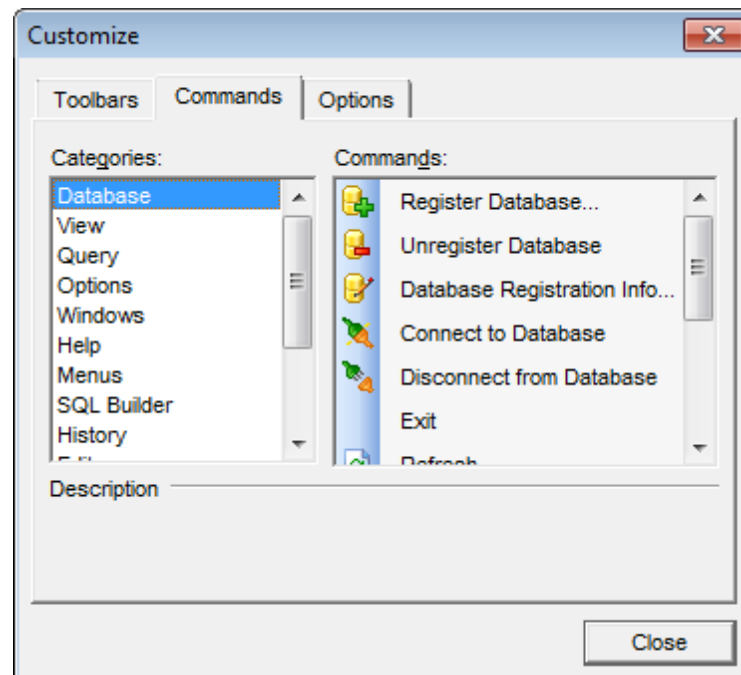 Customize
Toolbars Commands Options
Categories:
Database
View
Query
Options
Windows
Help
Menus
SQL Builder
History
Commands:
Register Database...
Unregister Database
Database Registration Info...
Connect to Database
Disconnect from Database
Exit
Refresh
Description
Close